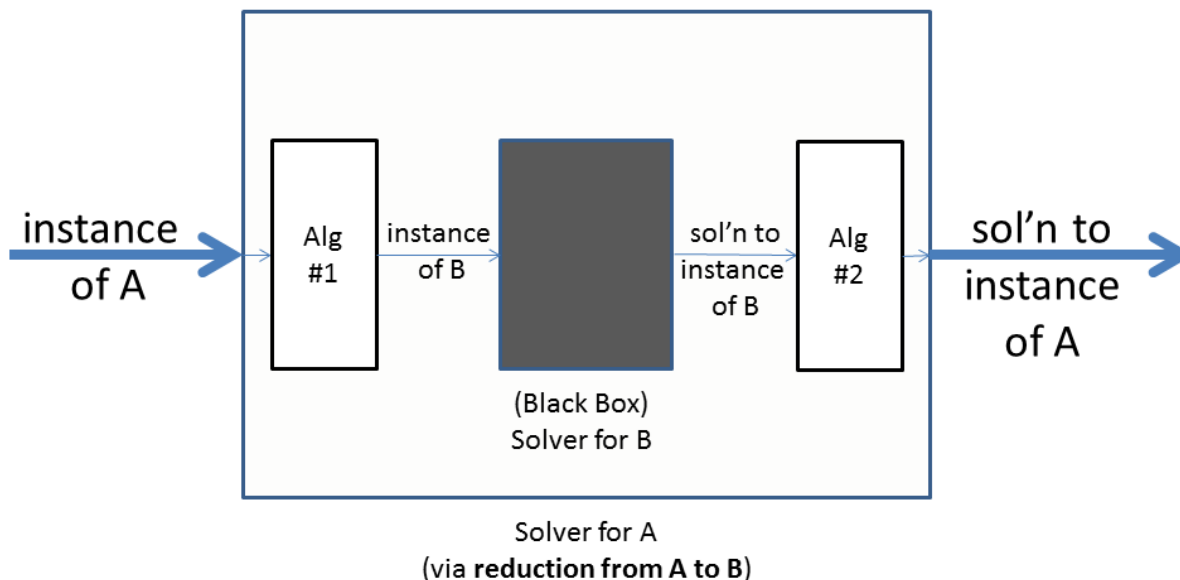 instance
of A
Alg
#1
instance
of B
(Black Box)
Solver for B
sol'n to
instance
of B
Alg
#2
sol'n to
instance
of A
Solver for A
(via reduction from A to B)